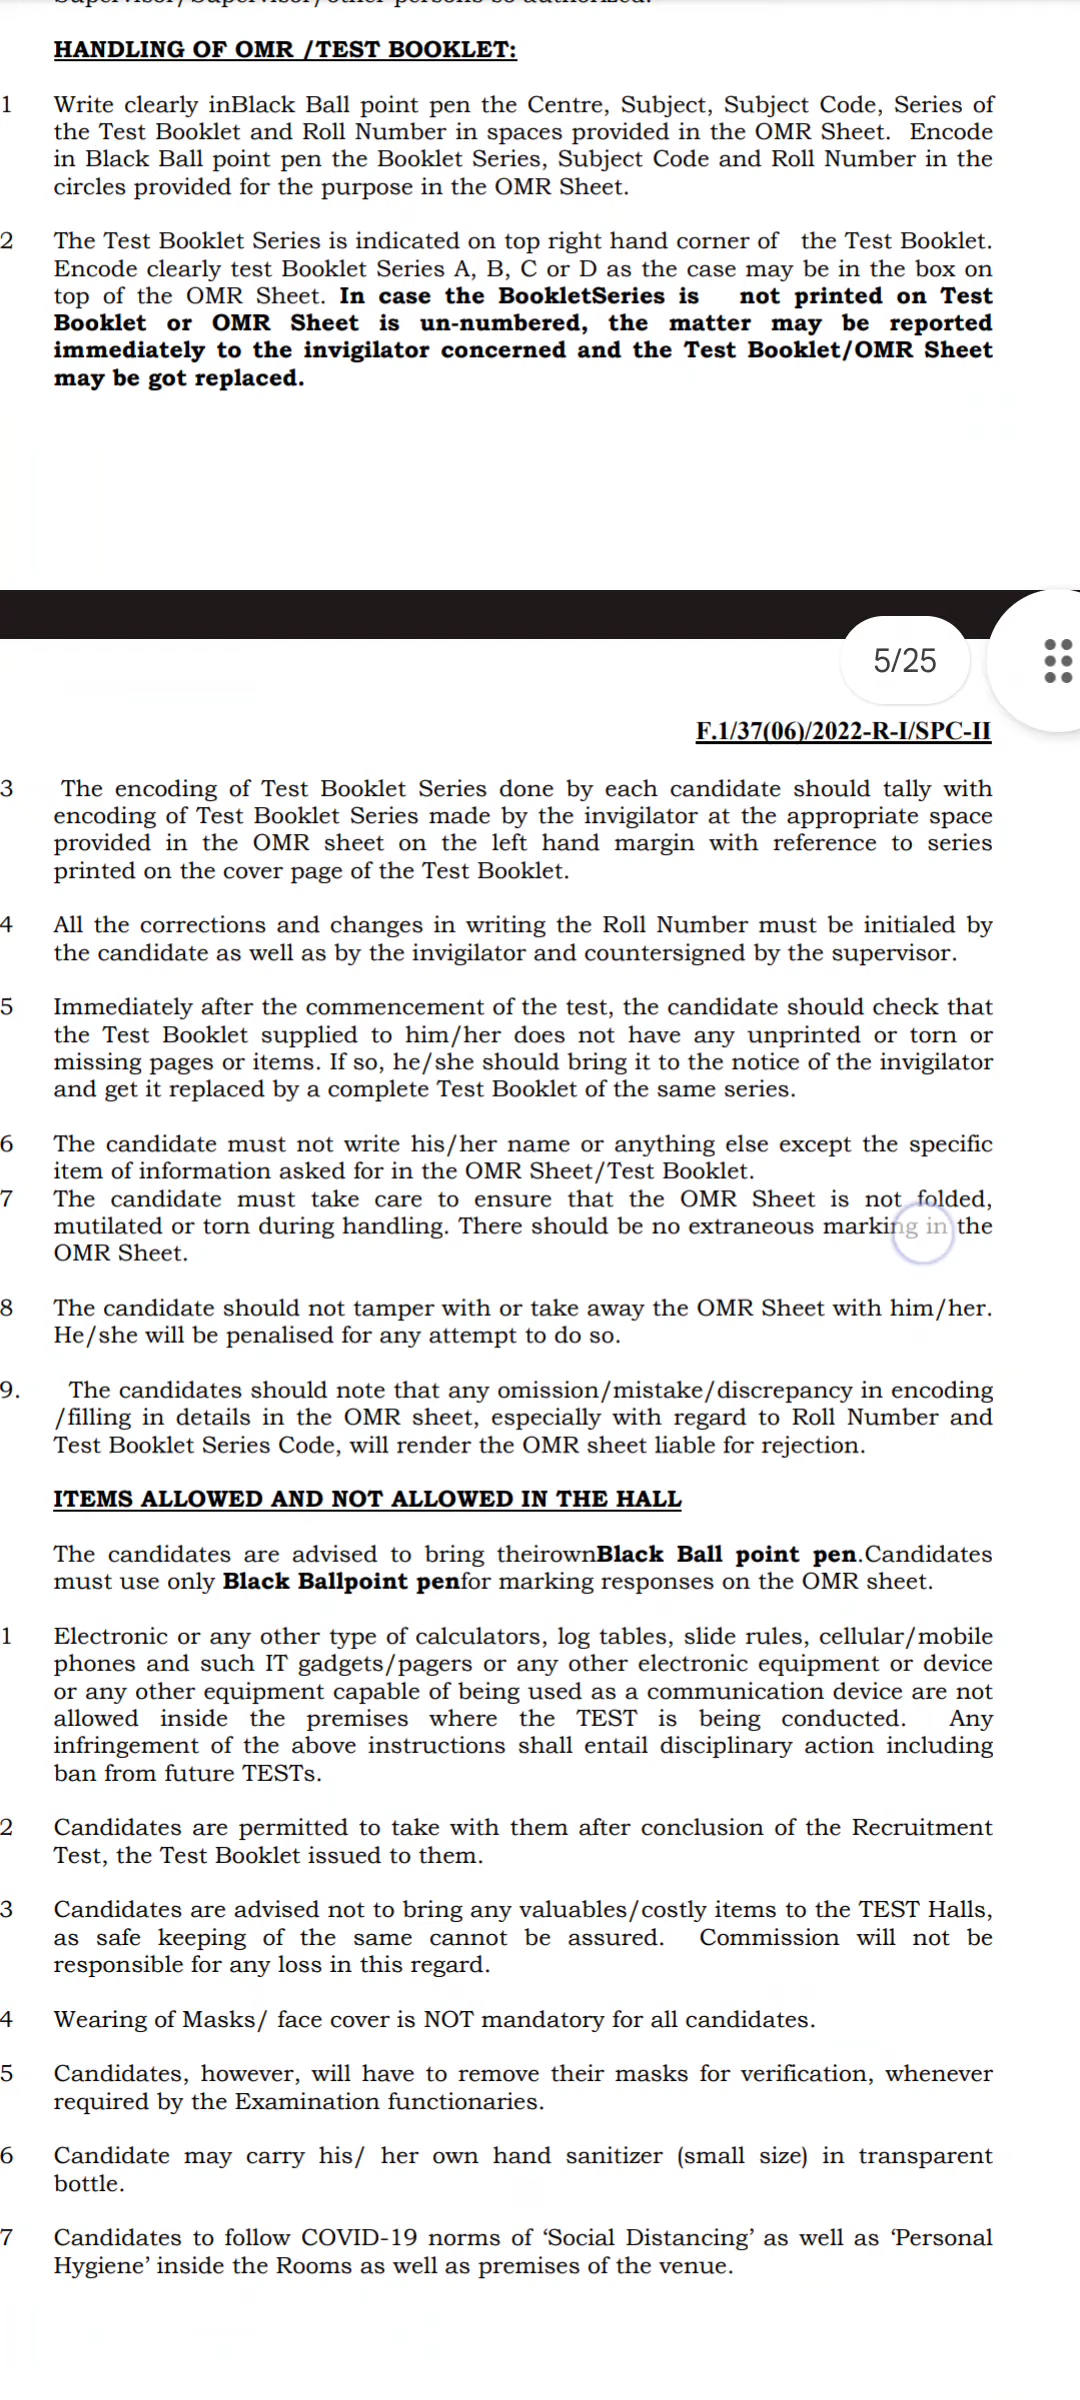 HANDLING OF OMR /TEST BOOKLET:
1 Write clearly inBlack Ball point pen the Centre, Subject, Subject Code, Series of
the Test Booklet and Roll Number in spaces provided in the OMR Sheet. Encode
in Black Ball point pen the Booklet Series, Subject Code and Roll Number in the
circles provided for the purpose in the OMR Sheet.
2 The Test Booklet Series is indicated on top right hand corner of the Test Booklet.
Encode clearly test Booklet Series A, B, C or D as the case may be in the box on
top of the OMR Sheet. In case the BookletSeries is not printed on Test
Booklet or OMR Sheet is un-numbered, the matter may be reported
immediately to the invigilator concerned and the Test Booklet/OMR Sheet
may be got replaced.
5/25
F.1/37(06)/2022-R-I/SPC-II
3 The encoding of Test Booklet Series done by each candidate should tally with
encoding of Test Booklet Series made by the invigilator at the appropriate space
provided in the OMR sheet on the left hand margin with reference to series
printed on the cover page of the Test Booklet.
4 All the corrections and changes in writing the Roll Number must be initialed by
the candidate as well as by the invigilator and countersigned by the supervisor.
5 Immediately after the commencement of the test, the candidate should check that
the Test Booklet supplied to him/her does not have any unprinted or torn or
missing pages or items. If so, he/she should bring it to the notice of the invigilator
and get it replaced by a complete Test Booklet of the same series.
6 The candidate must not write his/her name or anything else except the specific
item of information asked for in the OMR Sheet/Test Booklet.
7 The candidate must take care to ensure that the OMR Sheet is not folded,
mutilated or torn during handling. There should be no extraneous marking in the
OMR Sheet.
8 The candidate should not tamper with or take away the OMR Sheet with him/her.
He/she will be penalised for any attempt to do so.
9. The candidates should note that any omission/mistake/discrepancy in encoding
/filling in details in the OMR sheet, especially with regard to Roll Number and
Test Booklet Series Code, will render the OMR sheet liable for rejection.
ITEMS ALLOWED AND NOT ALLOWED IN THE HALL
The candidates are advised to bring theirownBlack Ball point pen.Candidates
must use only Black Ballpoint penfor marking responses on the OMR sheet.
1 Electronic or any other type of calculators, log tables, slide rules, cellular/mobile
phones and such IT gadgets/pagers or any other electronic equipment or device
or any other equipment capable of being used as a communication device are not
allowed inside the premises where the TEST is being conducted. Any
infringement of the above instructions shall entail disciplinary action including
ban from future TESTs.
2 Candidates are permitted to take with them after conclusion of the Recruitment
Test, the Test Booklet issued to them.
3 Candidates are advised not to bring any valuables/costly items to the TEST Halls,
as safe keeping of the same cannot be assured. Commission will not be
responsible for any loss in this regard.
4 Wearing of Masks/ face cover is NOT mandatory for all candidates.
5 Candidates, however, will have to remove their masks for verification, whenever
required by the Examination functionaries.
6 Candidate may carry his/ her own hand sanitizer (small size) in transparent
bottle.
7 Candidates to follow COVID-19 norms of ‘Social Distancing’ as well as ‘Personal
Hygiene’ inside the Rooms as well as premises of the venue.